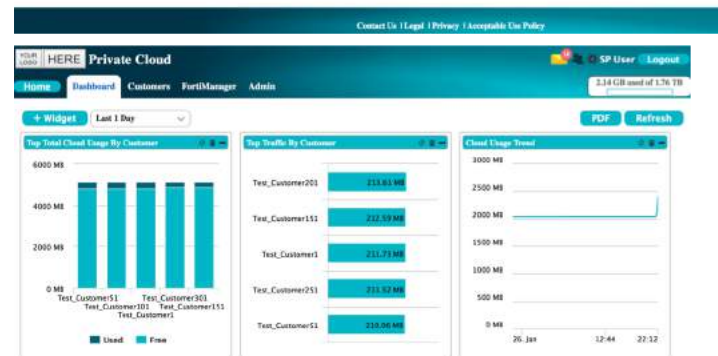 Contact Us | Legal | Privacy | Acceptable Use Policy
YOUR LOGO HERE Private Cloud
SP User Logout
Home Dashboard Customers FortiManager Admin
2.14 GB used of 1.76 TB
+ Widget Last 1 Day PDF Refresh
Top Total Cloud Usage By Customer
6000 MB
4000 MB
2000 MB
0 MB
Test_Customer51 Test_Customer301
Test_Customer101 Test_Customer151
Test_Customer1
Used Free
Top Traffic By Customer
Test_Customer201 213.63 MB
Test_Customer151 212.59 MB
Test_Customer1 211.73 MB
Test_Customer251 211.52 MB
Test_Customer51 210.06 MB
Cloud Usage Trend
3000 MB
2500 MB
2000 MB
1500 MB
1000 MB
500 MB
0 MB
26. Jan 12:44 22:12